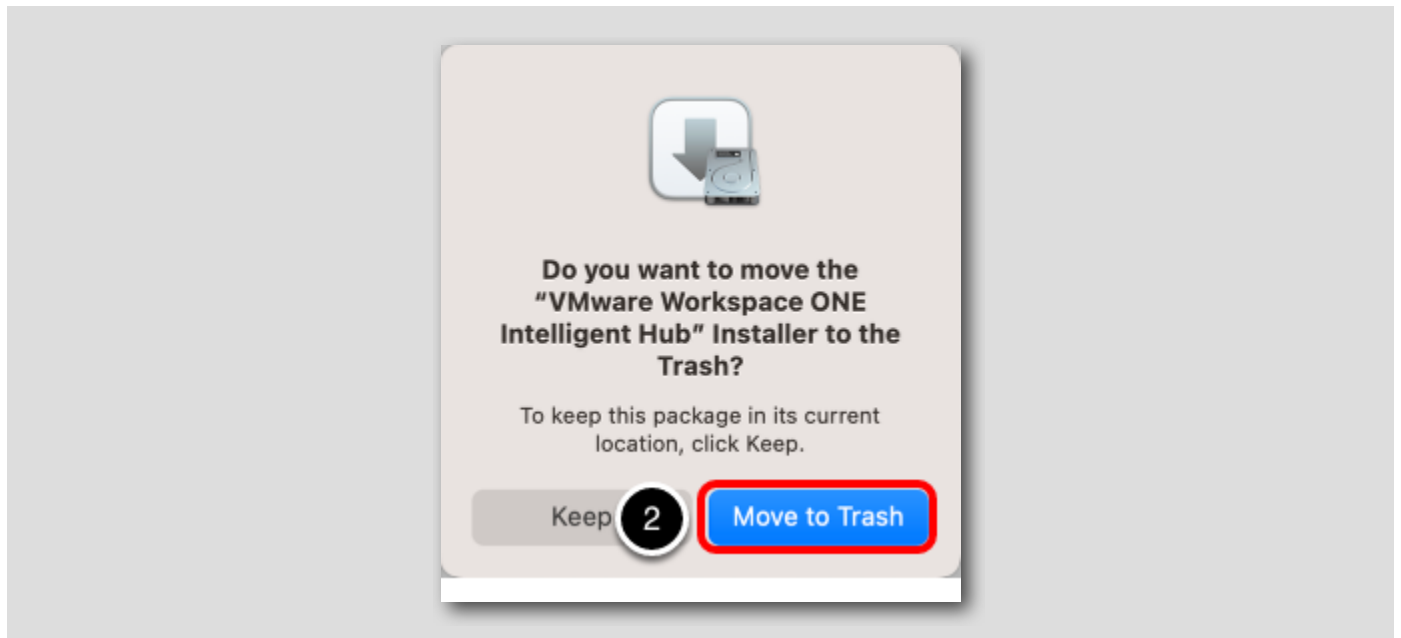 Do you want to move the
“VMware Workspace ONE
Intelligent Hub” Installer to the
Trash?
To keep this package in its current
location, click Keep.
Keep 2 Move to Trash